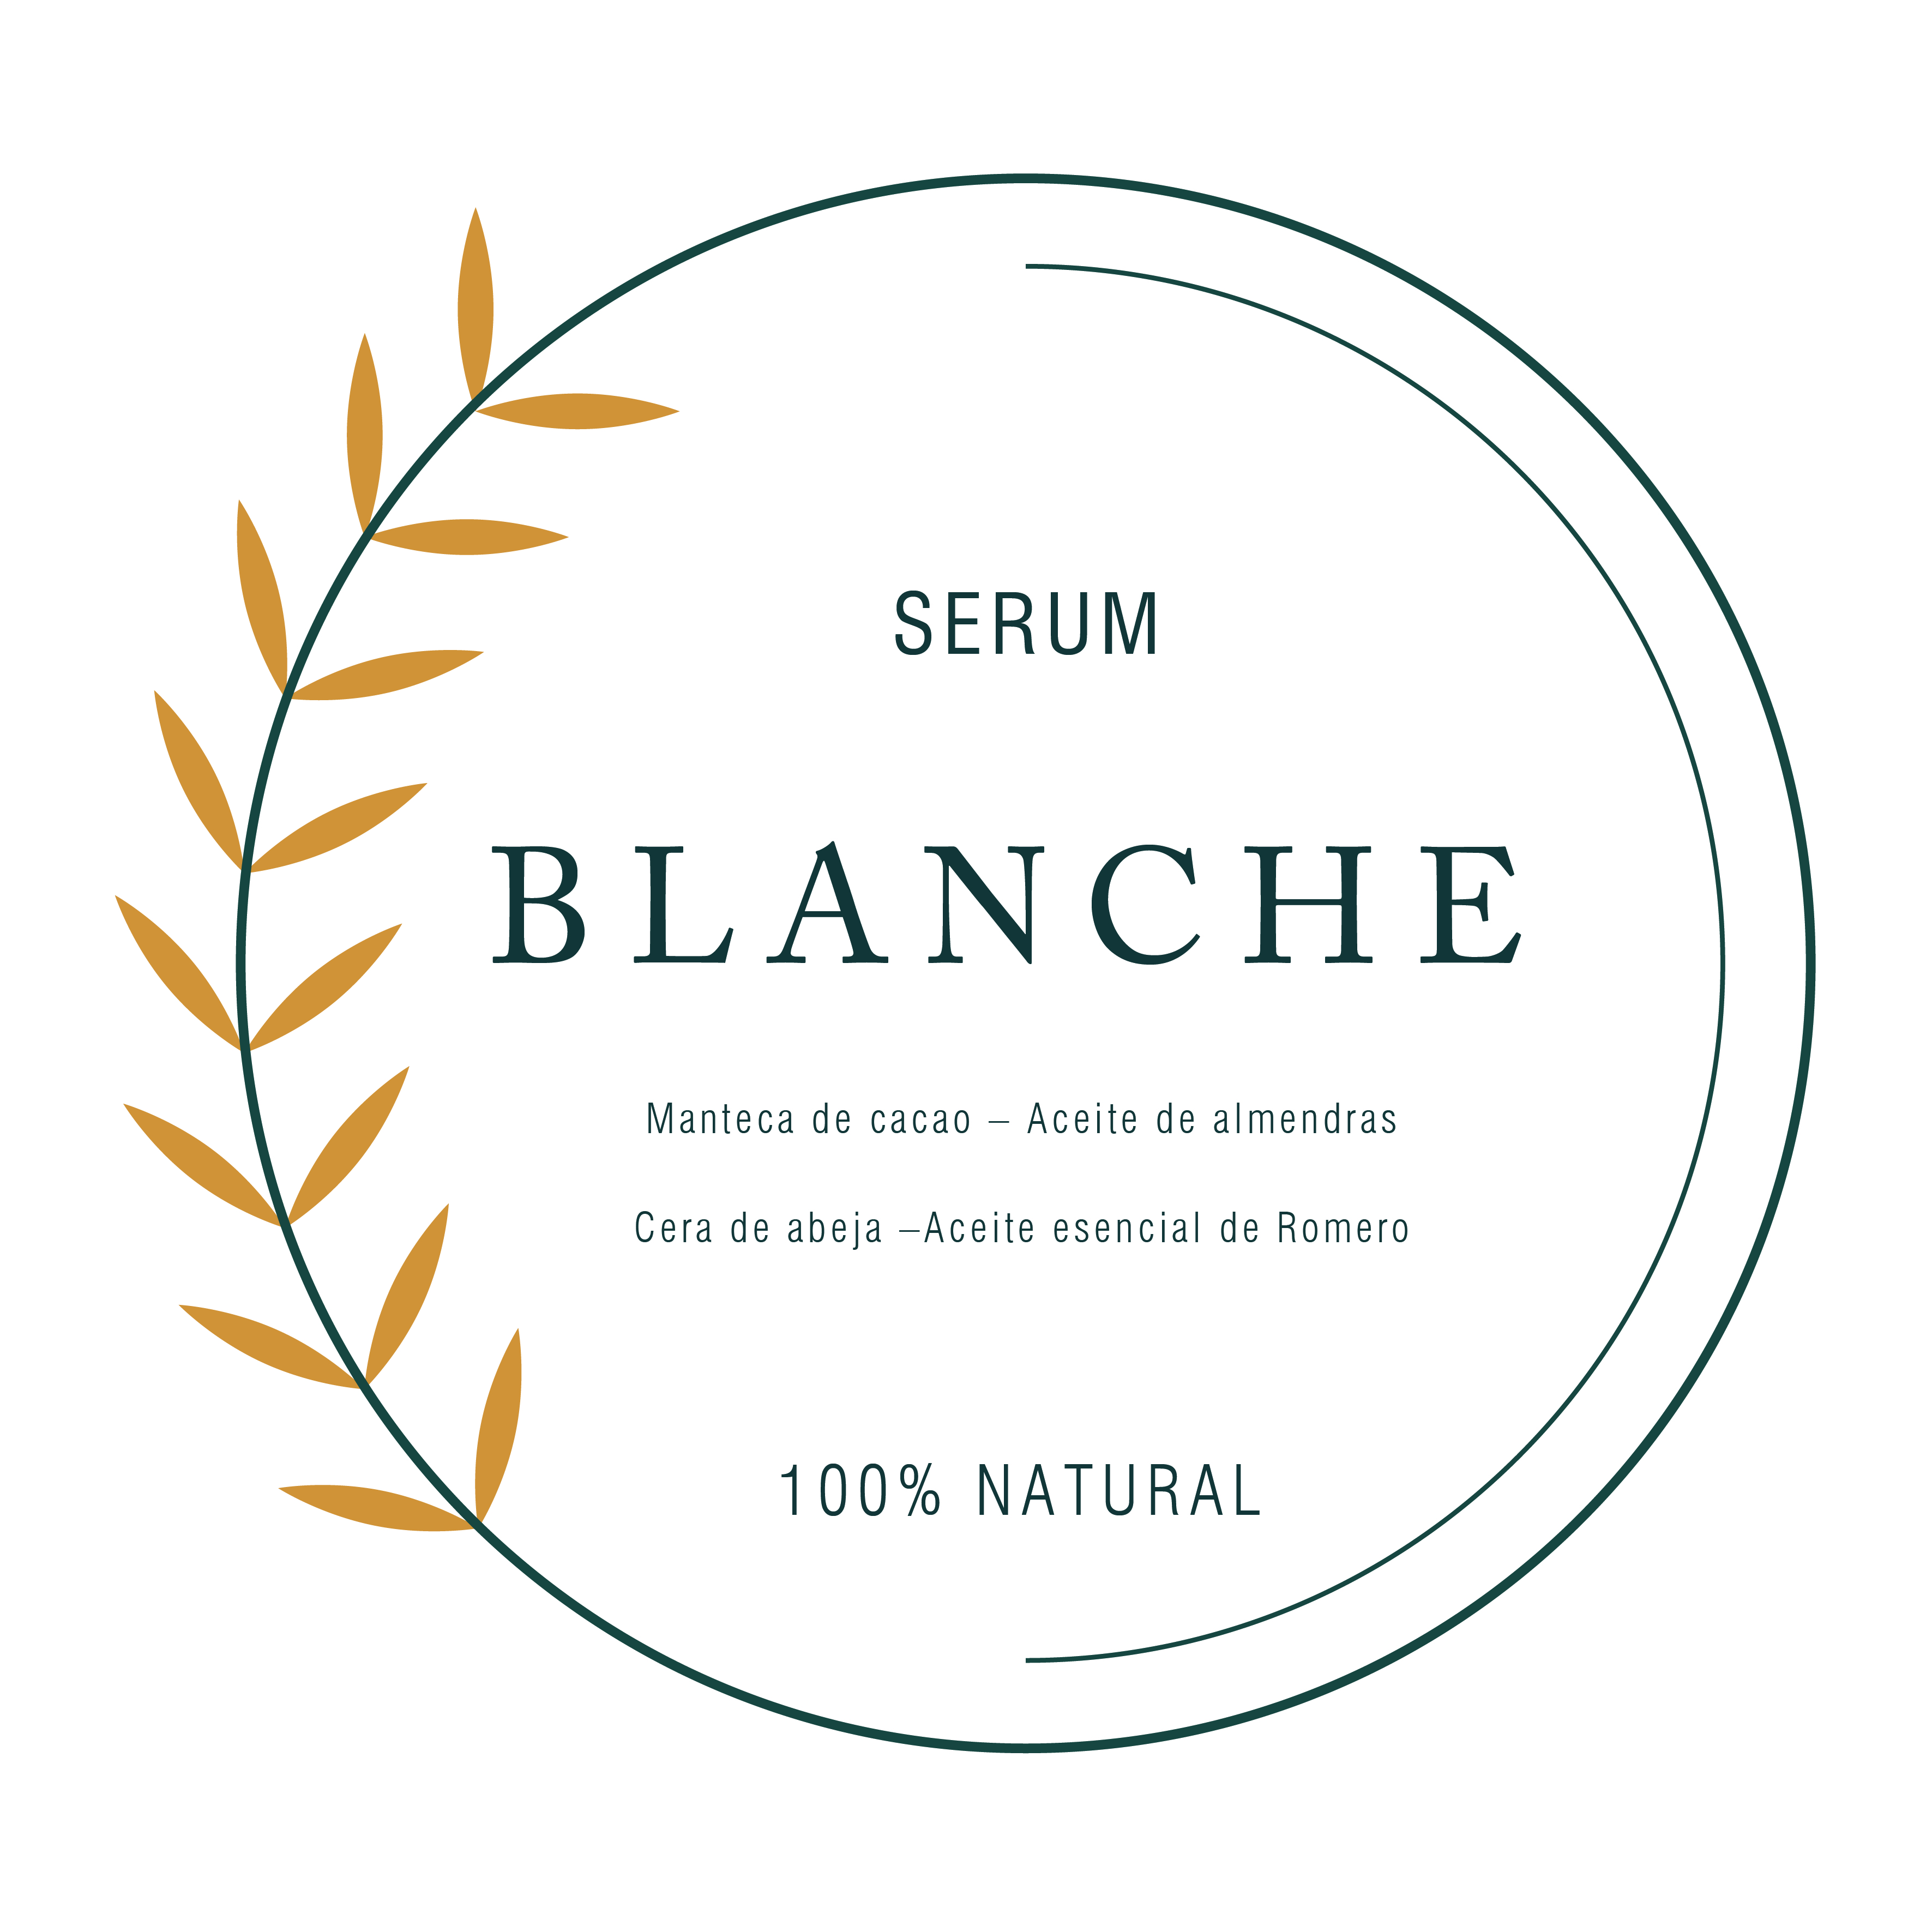 SERUM
BLANCHE
Manteca de cacao – Aceite de almendras
Cera de abeja –Aceite esencial de Romero
100% NATURAL